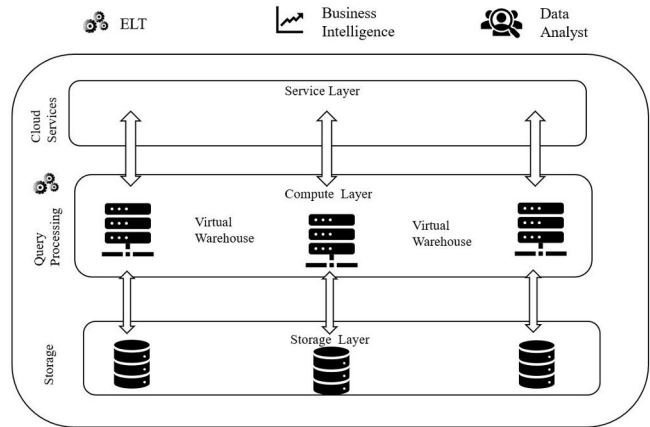 ELT
Business
Intelligence
Data
Analyst
Cloud
Services
Service Layer
Query
Processing
Compute Layer
Virtual
Warehouse
Virtual
Warehouse
Storage
Storage Layer